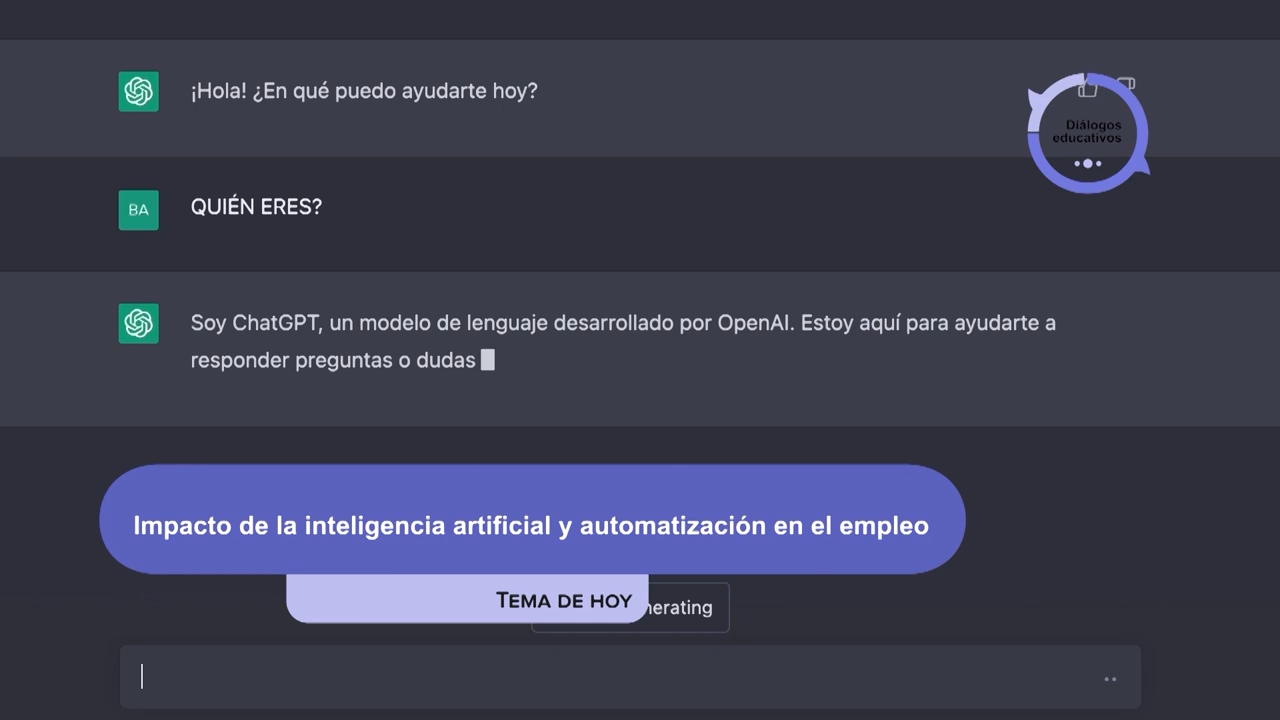 ¡Hola! ¿En qué puedo ayudarte hoy?
Diálogos
educativos
BA
QUIÉN ERES?
Soy ChatGPT, un modelo de lenguaje desarrollado por OpenAI. Estoy aquí para ayudarte a
responder preguntas o dudas
Impacto de la inteligencia artificial y automatización en el empleo
TEMA DE HOY
nerating